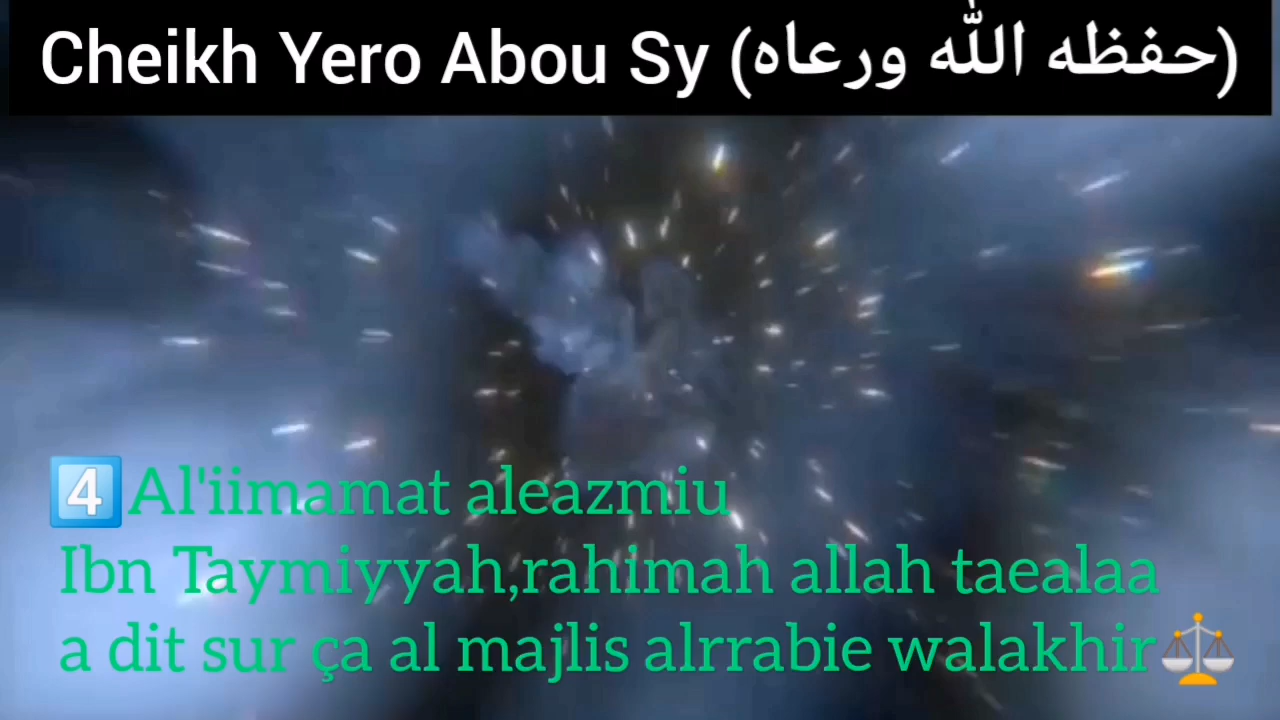 Cheikh Yero Abou Sy (حفظه الله ورعاه)
4️⃣Al'iimamat aleazmiu
Ibn Taymiyyah,rahimah allah taealaa
a dit sur ça al majlis alrrabie walakhir⚖️